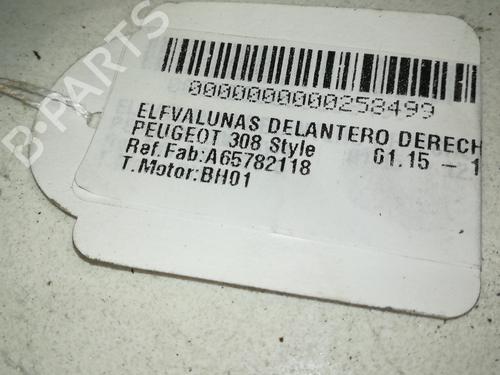 B-PARTS
0000000000258499
ELEVALUNAS DELANTERO DERECH
PEUGEOT 308 Style 01.15 - 1
Ref.Fab:A65782118
T.Motor:BH01